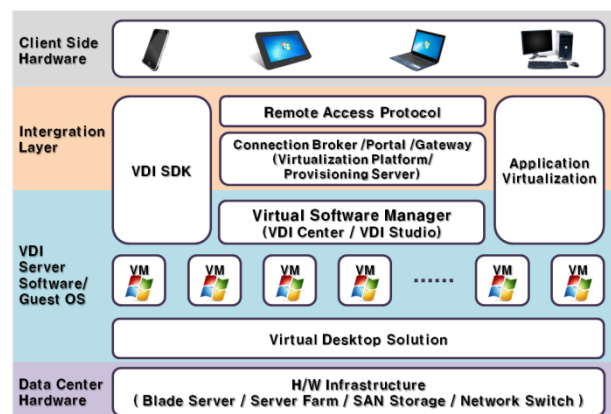 Client Side
Hardware
Intergration
Layer
VDI SDK
Remote Access Protocol
Connection Broker /Portal /Gateway
(Virtualization Platform/
Provisioning Server)
Application
Virtualization
Virtual Software Manager
(VDI Center / VDI Studio)
VDI
Server
Software/
Guest OS
VM
VM
VM
VM
......
VM
VM
Virtual Desktop Solution
Data Center
Hardware
H/W Infrastructure
( Blade Server / Server Farm / SAN Storage / Network Switch )